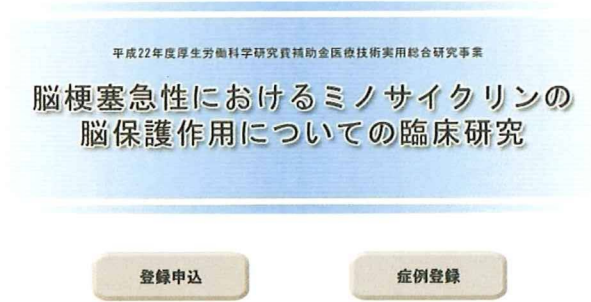 平成22年度厚生労働科学研究費補助金医療技術実用総合研究事業
脳梗塞急性におけるミノサイクリンの
脳保護作用についての臨床研究
登録申込
症例登録